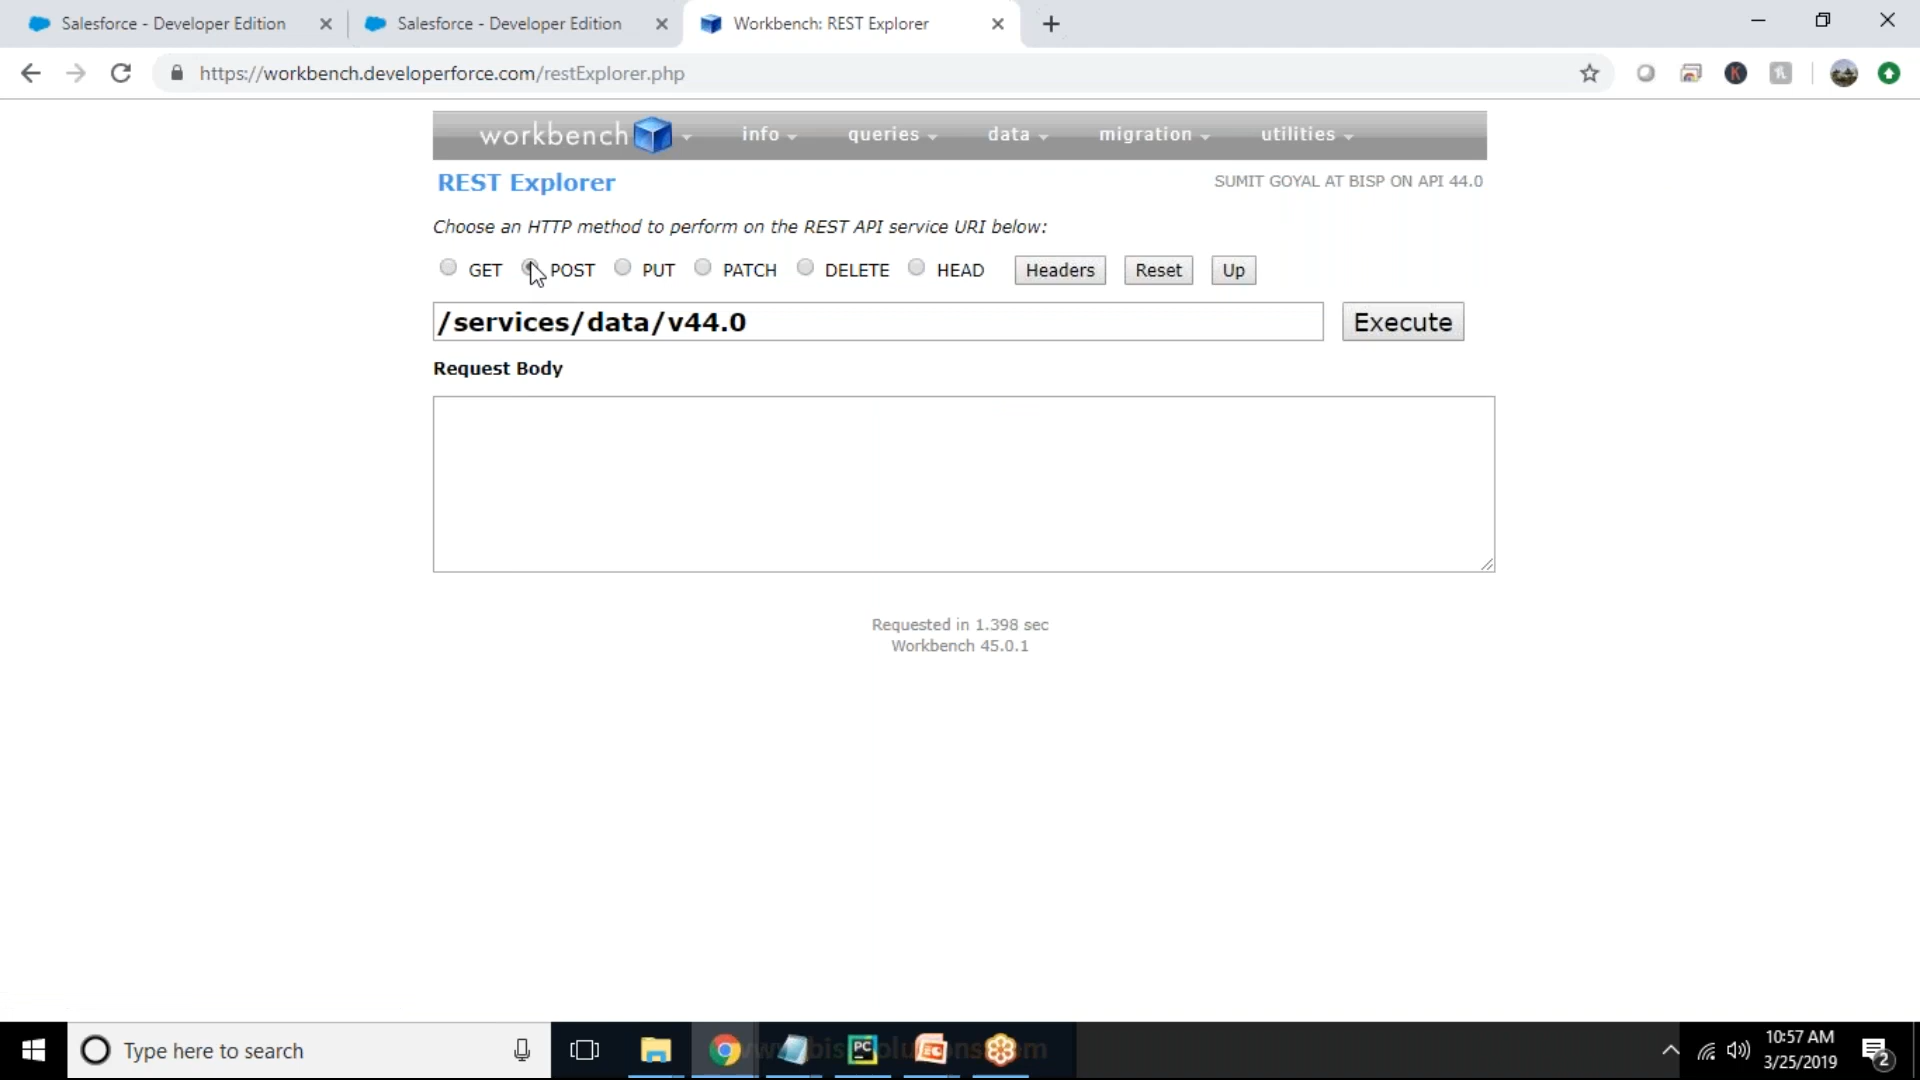 Salesforce - Developer Edition
Salesforce - Developer Edition
Workbench: REST Explorer
https://workbench.developerforce.com/restExplorer.php
workbench
info
queries
data
migration
utilities
REST Explorer
SUMIT GOYAL AT BISP ON API 44.0
Choose an HTTP method to perform on the REST API service URI below:
GET POST PUT PATCH DELETE HEAD Headers Reset Up
/services/data/v44.0
Execute
Request Body
Requested in 1.398 sec
Workbench 45.0.1
Type here to search
10:57 AM
3/25/2019
2